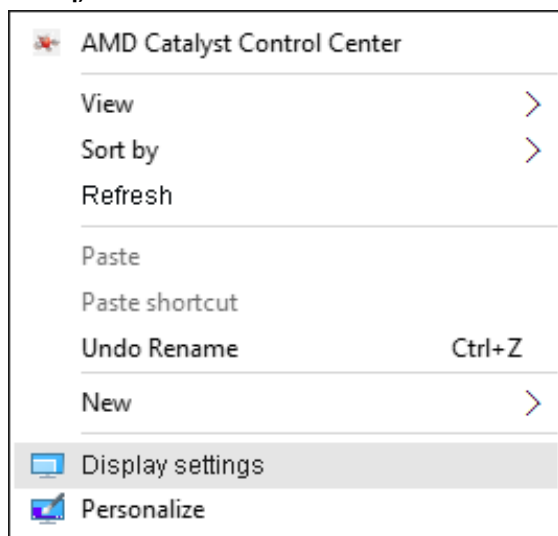 AMD Catalyst Control Center
View
Sort by
Refresh
Paste
Paste shortcut
Undo Rename Ctrl+Z
New
Display settings
Personalize